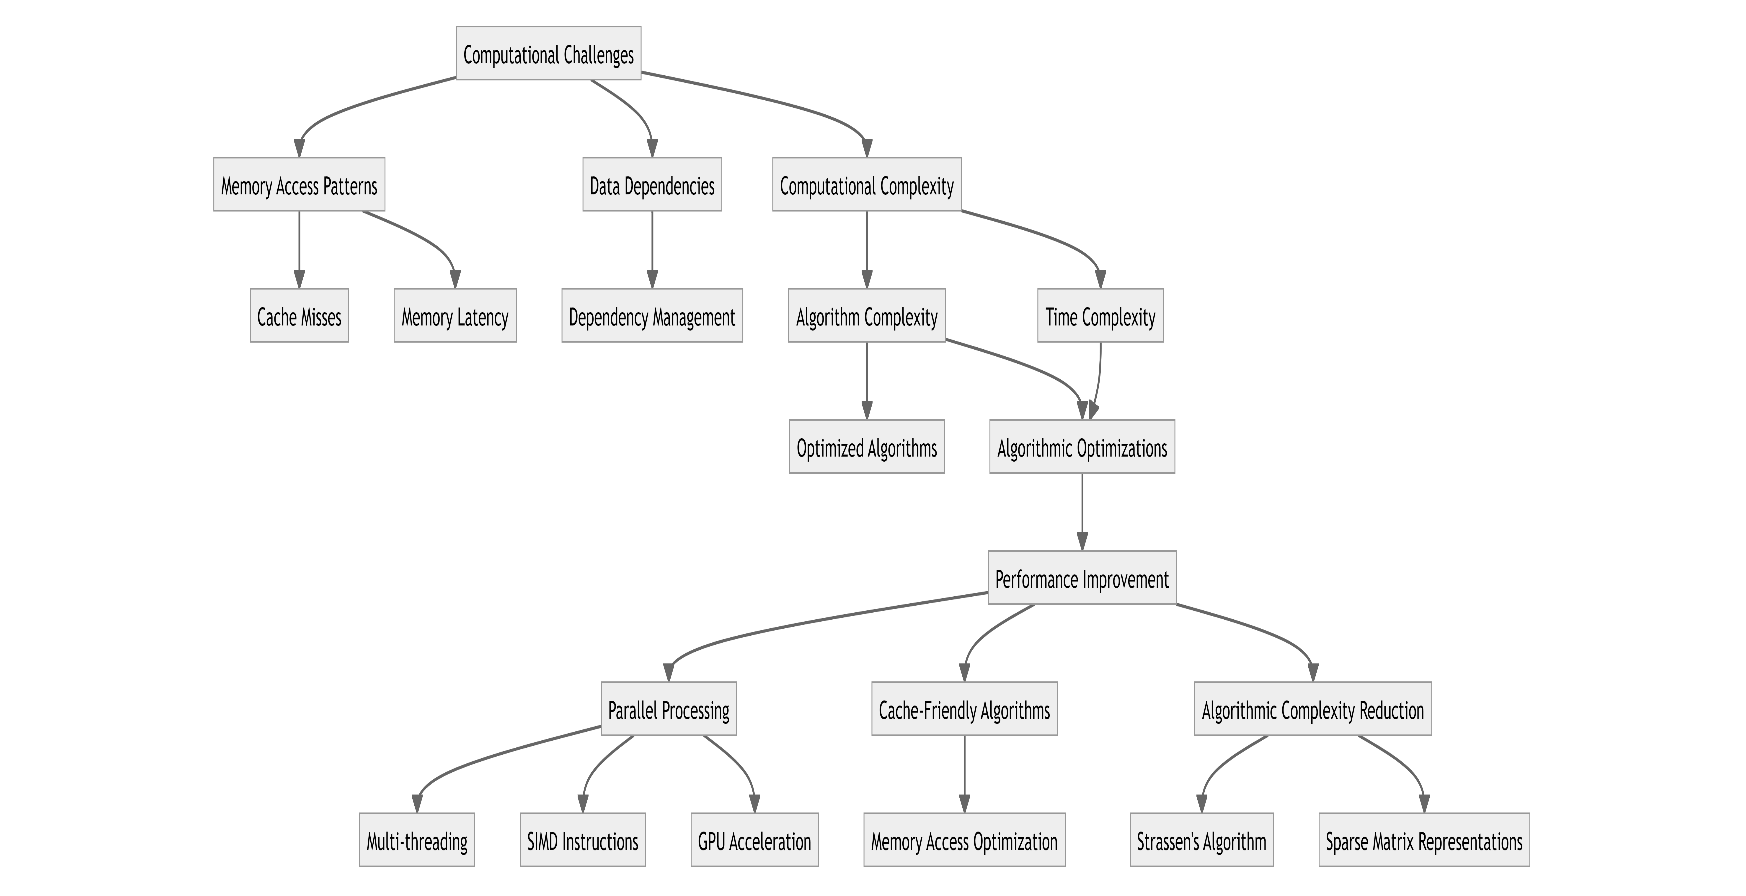 Computational Challenges
Memory Access Patterns
Data Dependencies
Computational Complexity
Cache Misses
Memory Latency
Dependency Management
Algorithm Complexity
Time Complexity
Optimized Algorithms
Algorithmic Optimizations
Performance Improvement
Parallel Processing
Cache-Friendly Algorithms
Algorithmic Complexity Reduction
Multi-threading
SIMD Instructions
GPU Acceleration
Memory Access Optimization
Strassen's Algorithm
Sparse Matrix Representations